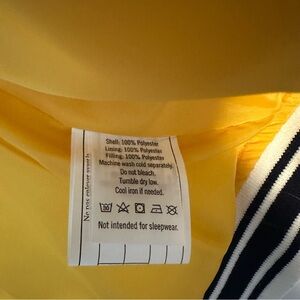 Shell: 100% Polyester
Lining: 100% Polyester
Filling: 100% Polyester
Machine wash cold separately.
Do not bleach.
Tumble dry low.
Cool iron if needed.
Not intended for sleepwear.